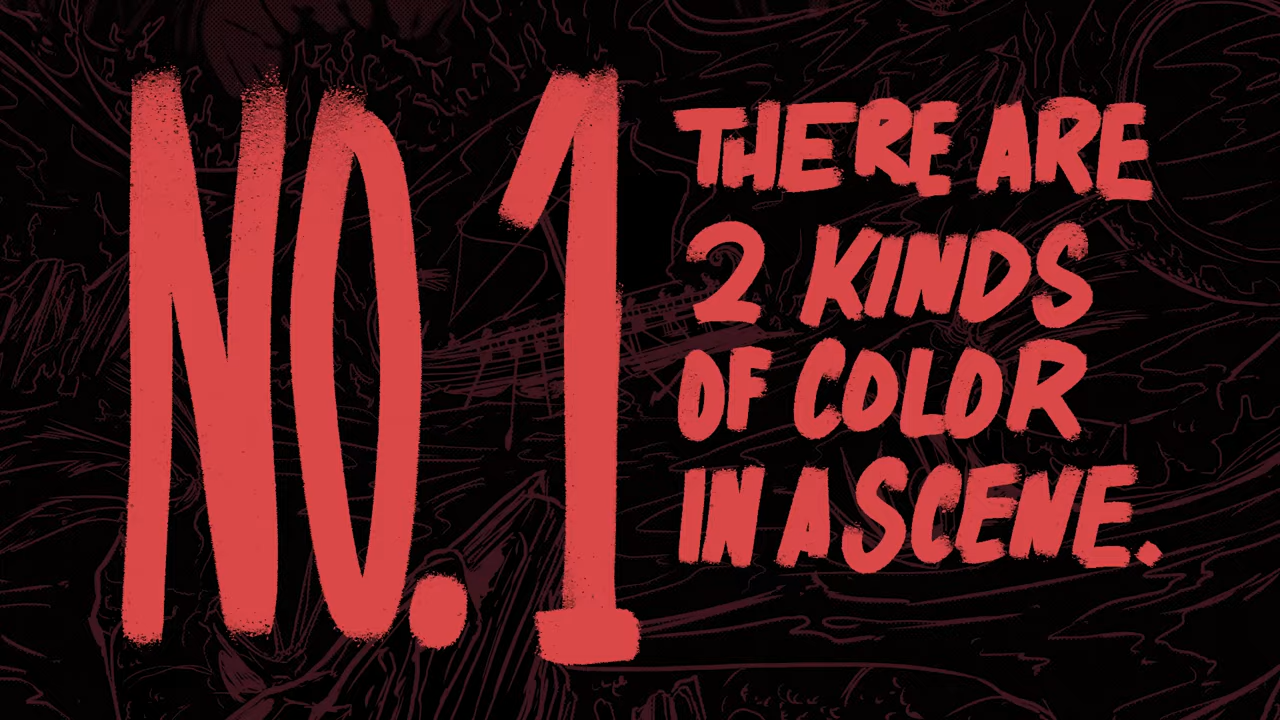 NO. 1
THERE ARE
2 KINDS
OF COLOR
IN A SCENE.